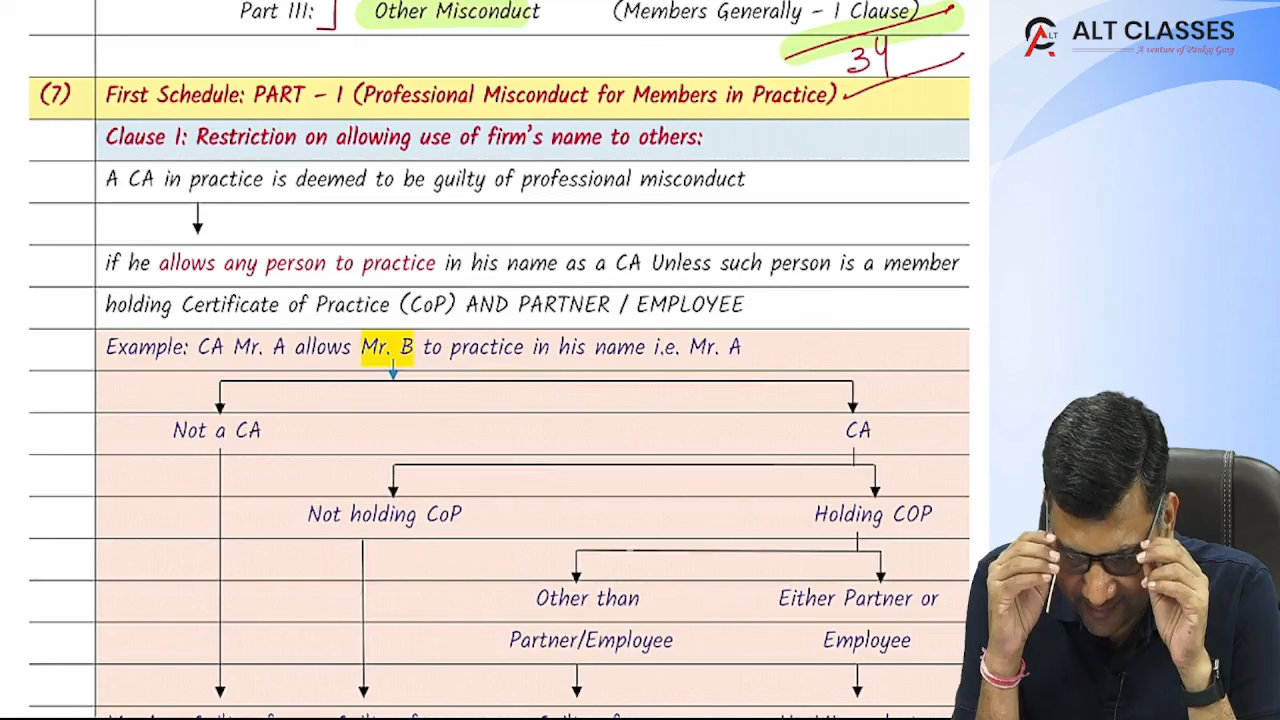 Part III: Other Misconduct (Members Generally – 1 Clause)
34
(7) First Schedule: PART – I (Professional Misconduct for Members in Practice)
Clause 1: Restriction on allowing use of firm's name to others:
A CA in practice is deemed to be guilty of professional misconduct
if he allows any person to practice in his name as a CA Unless such person is a member
holding Certificate of Practice (CoP) AND PARTNER / EMPLOYEE
Example: CA Mr. A allows Mr. B to practice in his name i.e. Mr. A
Not a CA CA
Not holding CoP Holding COP
Other than Either Partner or
Partner/Employee Employee
ALT
ALT CLASSES
A venture of Pankaj Garg